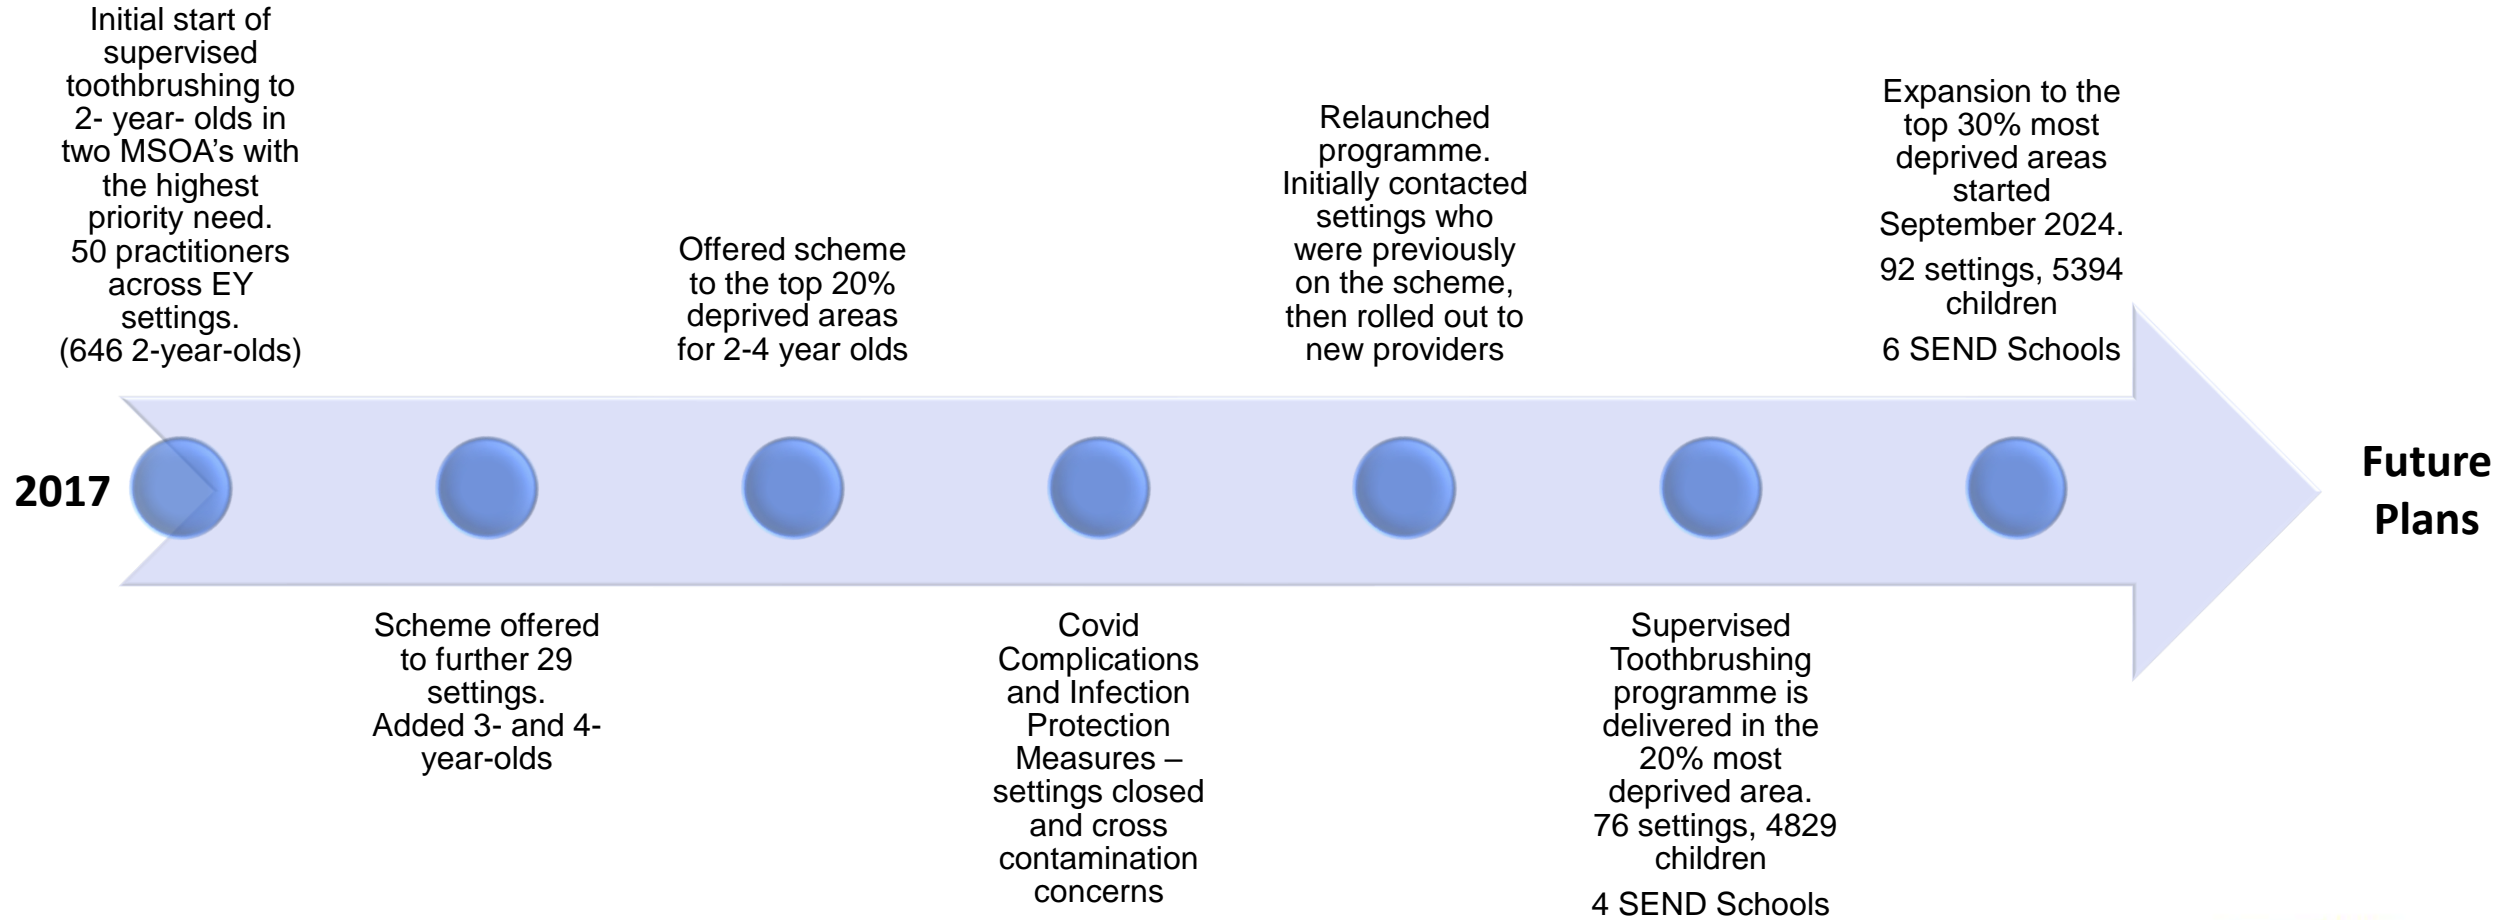 Initial start of
supervised
toothbrushing to
2- year- olds in
two MSOA’s with
the highest
priority need.
50 practitioners
across EY
settings.
(646 2-year-olds)
Offered scheme
to the top 20%
deprived areas
for 2-4 year olds
Relaunched
programme.
Initially contacted
settings who
were previously
on the scheme,
then rolled out to
new providers
Expansion to the
top 30% most
deprived areas
started
September 2024.
92 settings, 5394
children
6 SEND Schools
2017
Future
Plans
Scheme offered
to further 29
settings.
Added 3- and 4-
year-olds
Covid
Complications
and Infection
Protection
Measures –
settings closed
and cross
contamination
concerns
Supervised
Toothbrushing
programme is
delivered in the
20% most
deprived area.
76 settings, 4829
children
4 SEND Schools